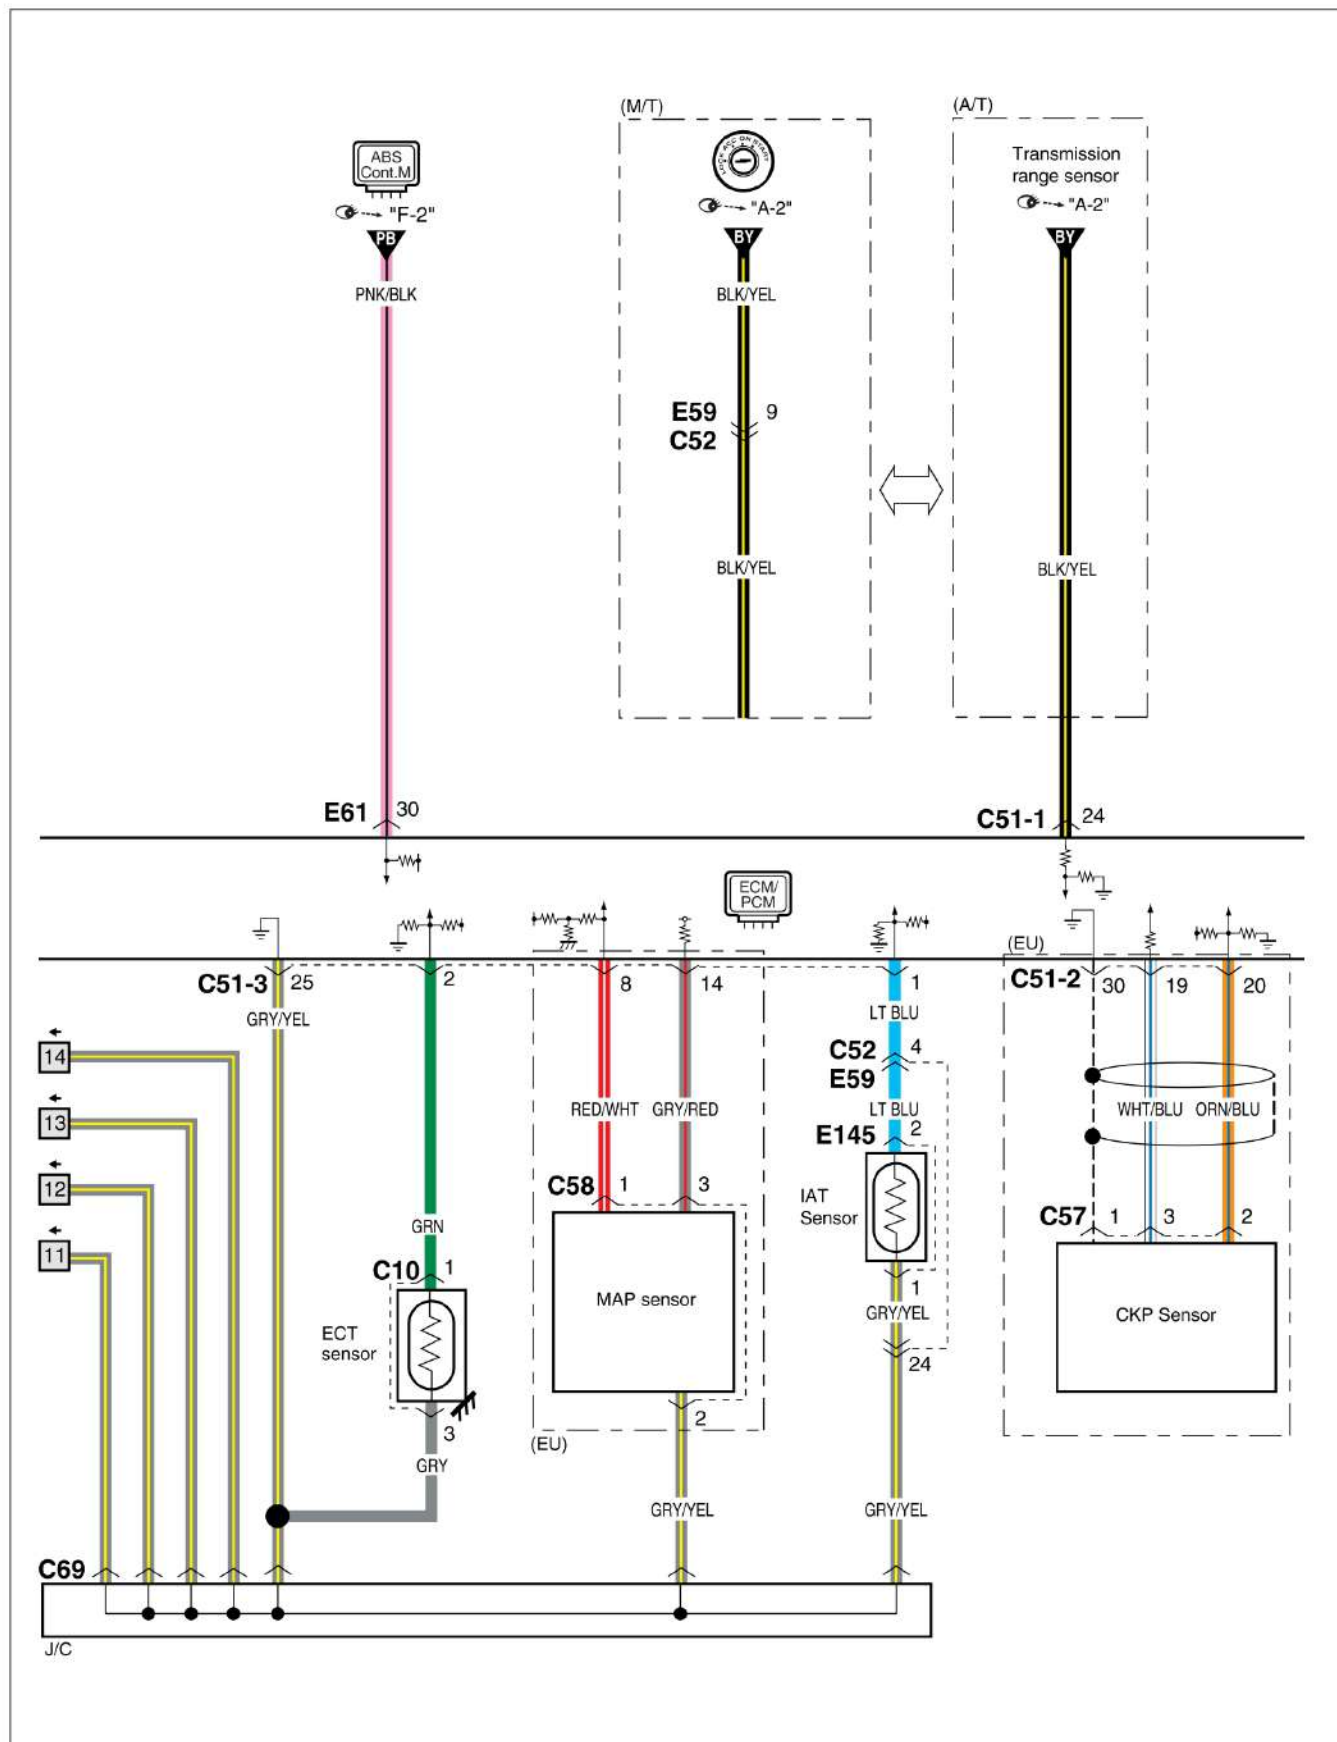 (M/T)
(A/T)
ABS
Cont.M
LOCK ACC ON START
Transmission
range sensor
"F-2"
"A-2"
"A-2"
PB
BY
BY
PNK/BLK
BLK/YEL
E59 9
C52
BLK/YEL
BLK/YEL
E61 30
C51-1 24
ECM/
PCM
(EU)
C51-3 25 2 8 14 1
C51-2 30 19 20
GRY/YEL
LT BLU
14
C52 4
E59
13
RED/WHT GRY/RED
LT BLU
WHT/BLU ORN/BLU
E145 2
12
C58 1 3
IAT
Sensor
C57 1 3 2
GRN
11
C10 1
1
MAP sensor
GRY/YEL
CKP Sensor
ECT
sensor
24
2
3
(EU)
GRY
GRY/YEL
GRY/YEL
C69
J/C